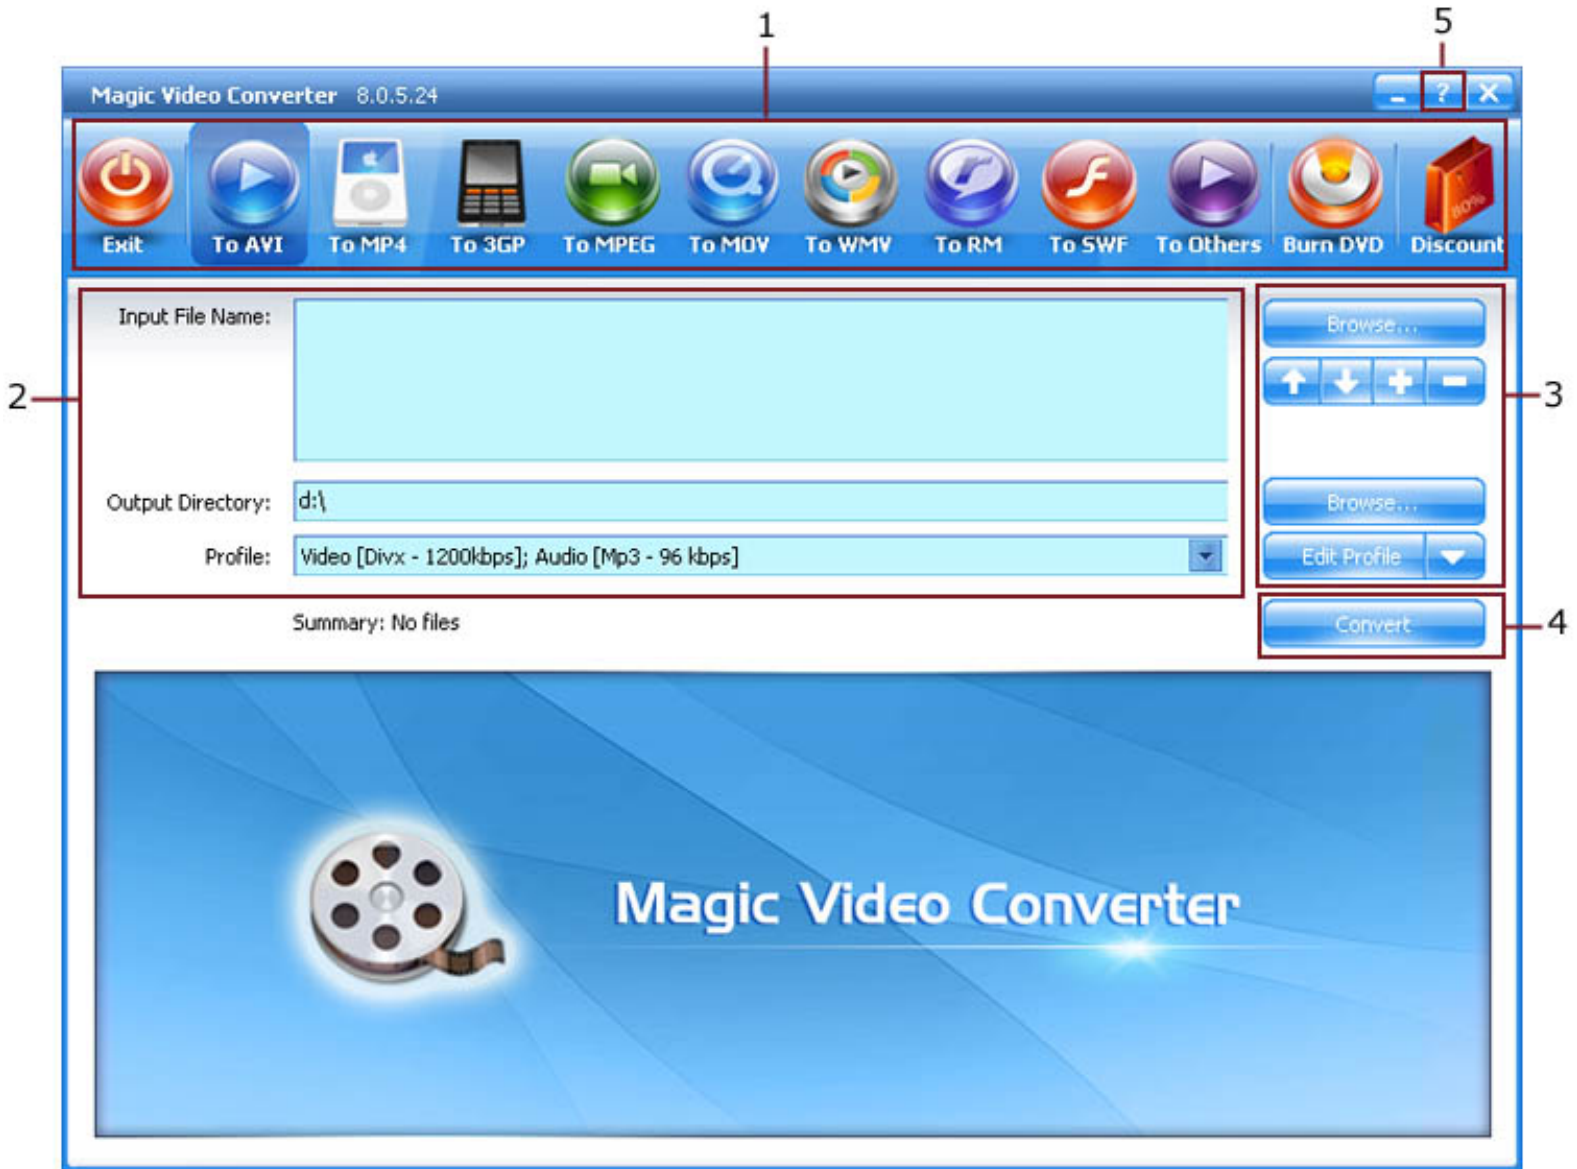 1
5
Magic Video Converter 8.0.5.24
?
Exit
To AVI
To MP4
To 3GP
To MPEG
To MOV
To WMV
To RM
To SWF
To Others
Burn DVD
80%
Discount
Input File Name:
Browse...
2
3
Output Directory:
d:\
Browse...
Profile:
Video [Divx - 1200kbps]; Audio [Mp3 - 96 kbps]
Edit Profile
Summary: No files
Convert
4
Magic Video Converter